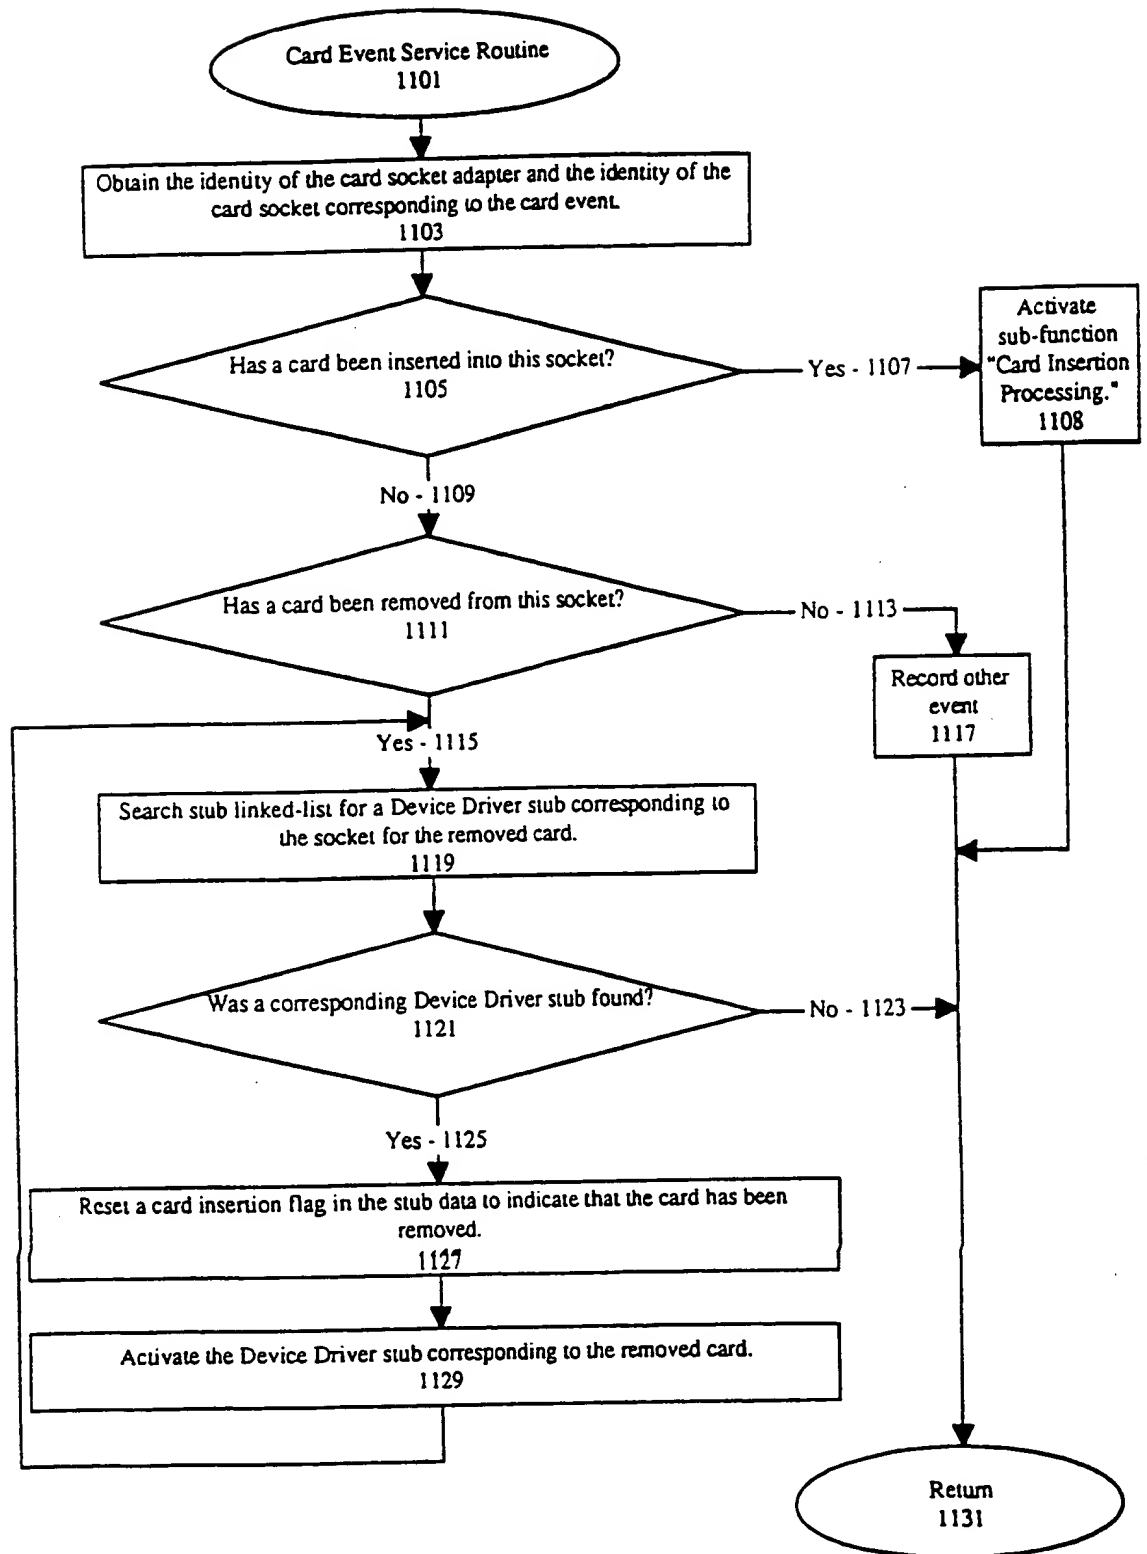 Card Event Service Routine
1101
Obtain the identity of the card socket adapter and the identity of the
card socket corresponding to the card event.
1103
Has a card been inserted into this socket?
1105
Yes - 1107
Activate
sub-function
"Card Insertion
Processing."
1108
No - 1109
Has a card been removed from this socket?
1111
No - 1113
Record other
event
1117
Yes - 1115
Search stub linked-list for a Device Driver stub corresponding to
the socket for the removed card.
1119
Was a corresponding Device Driver stub found?
1121
No - 1123
Yes - 1125
Reset a card insertion flag in the stub data to indicate that the card has been
removed.
1127
Activate the Device Driver stub corresponding to the removed card.
1129
Return
1131